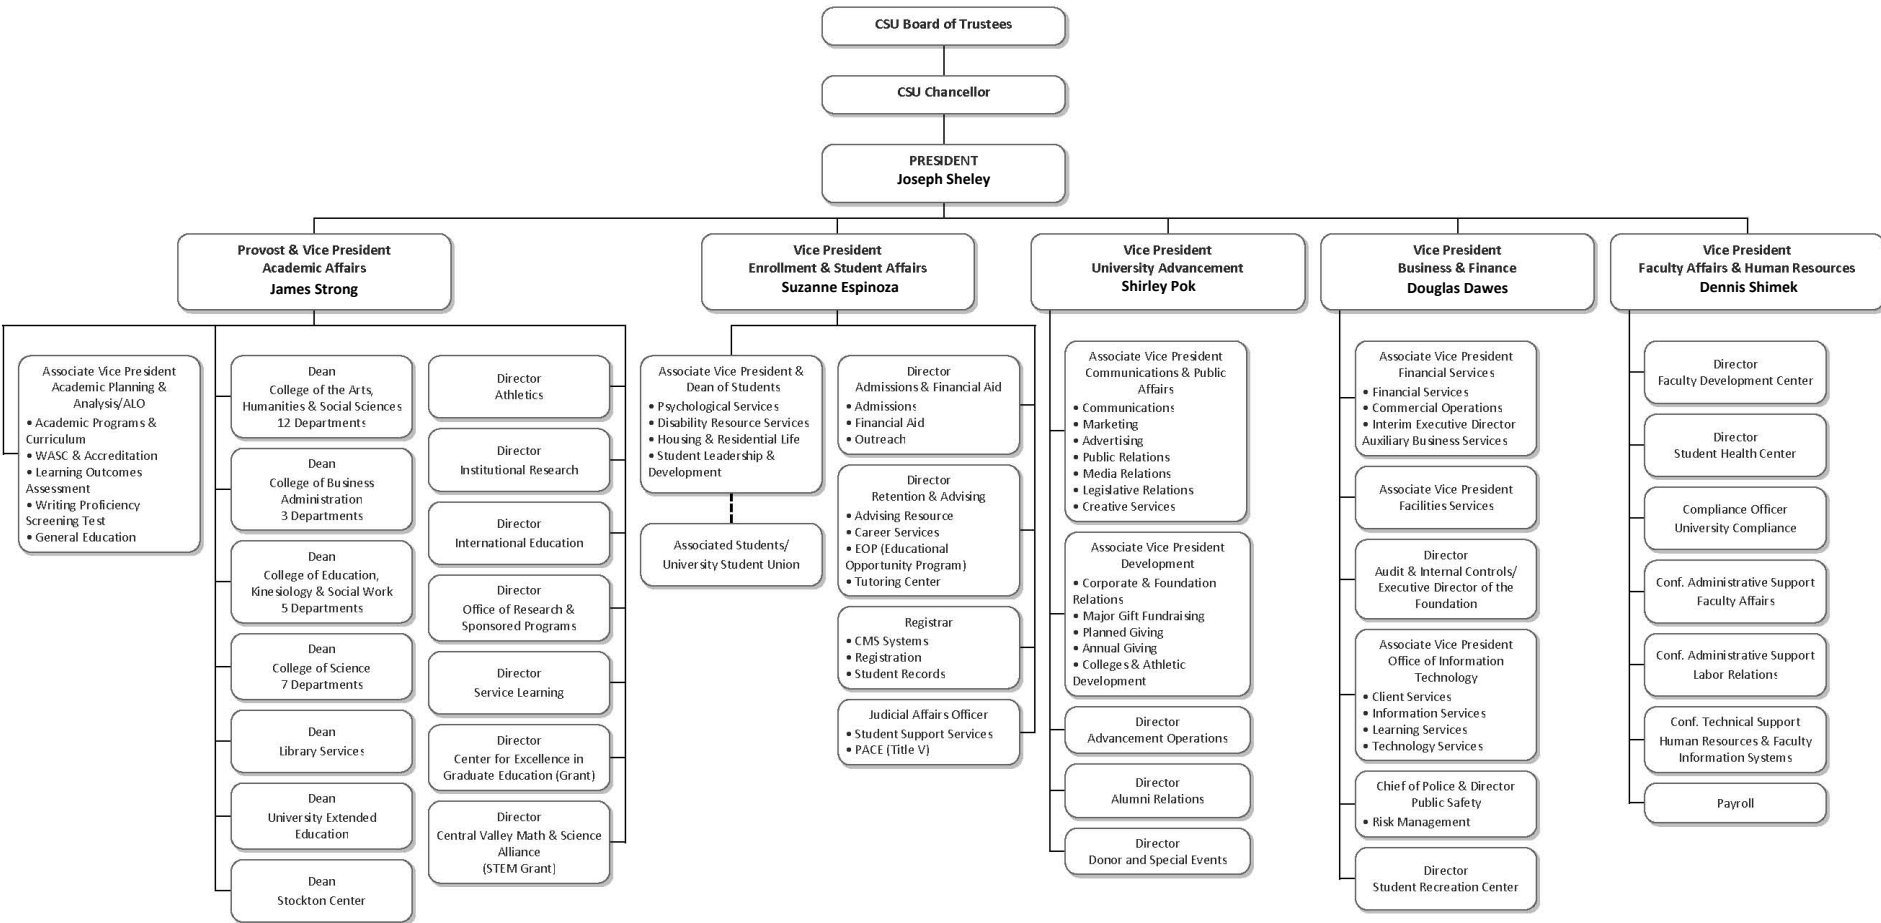 CSU Board of Trustees
CSU Chancellor
PRESIDENT
Joseph Sheley
Provost & Vice President
Academic Affairs
James Strong
Vice President
Enrollment & Student Affairs
Suzanne Espinoza
Vice President
University Advancement
Shirley Pok
Vice President
Business & Finance
Douglas Dawes
Vice President
Faculty Affairs & Human Resources
Dennis Shimek
Associate Vice President
Academic Planning &
Analysis/ALO
• Academic Programs &
Curriculum
• WASC & Accreditation
• Learning Outcomes
Assessment
• Writing Proficiency
Screening Test
• General Education
Dean
College of the Arts,
Humanities & Social Sciences
12 Departments
Dean
College of Business
Administration
3 Departments
Dean
College of Education,
Kinesiology & Social Work
5 Departments
Dean
College of Science
7 Departments
Dean
Library Services
Dean
University Extended
Education
Dean
Stockton Center
Director
Athletics
Director
Institutional Research
Director
International Education
Director
Office of Research &
Sponsored Programs
Director
Service Learning
Director
Center for Excellence in
Graduate Education (Grant)
Director
Central Valley Math & Science
Alliance
(STEM Grant)
Associate Vice President &
Dean of Students
• Psychological Services
• Disability Resource Services
• Housing & Residential Life
• Student Leadership &
Development
Associated Students/
University Student Union
Director
Admissions & Financial Aid
• Admissions
• Financial Aid
• Outreach
Director
Retention & Advising
• Advising Resource
• Career Services
• EOP (Educational
Opportunity Program)
• Tutoring Center
Registrar
• CMS Systems
• Registration
• Student Records
Judicial Affairs Officer
• Student Support Services
• PACE (Title V)
Associate Vice President
Communications & Public
Affairs
• Communications
• Marketing
• Advertising
• Public Relations
• Media Relations
• Legislative Relations
• Creative Services
Associate Vice President
Development
• Corporate & Foundation
Relations
• Major Gift Fundraising
• Planned Giving
• Annual Giving
• Colleges & Athletic
Development
Director
Advancement Operations
Director
Alumni Relations
Director
Donor and Special Events
Associate Vice President
Financial Services
• Financial Services
• Commercial Operations
• Interim Executive Director
Auxiliary Business Services
Associate Vice President
Facilities Services
Director
Audit & Internal Controls/
Executive Director of the
Foundation
Associate Vice President
Office of Information
Technology
• Client Services
• Information Services
• Learning Services
• Technology Services
Chief of Police & Director
Public Safety
• Risk Management
Director
Student Recreation Center
Director
Faculty Development Center
Director
Student Health Center
Compliance Officer
University Compliance
Conf. Administrative Support
Faculty Affairs
Conf. Administrative Support
Labor Relations
Conf. Technical Support
Human Resources & Faculty
Information Systems
Payroll